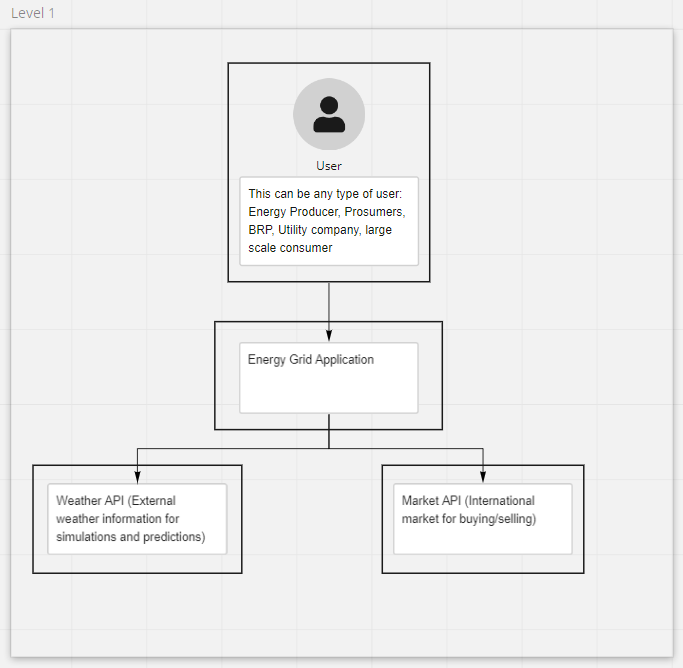 Level 1
User
This can be any type of user:
Energy Producer, Prosumers,
BRP, Utility company, large
scale consumer
Energy Grid Application
Weather API (External
weather information for
simulations and predictions)
Market API (International
market for buying/selling)